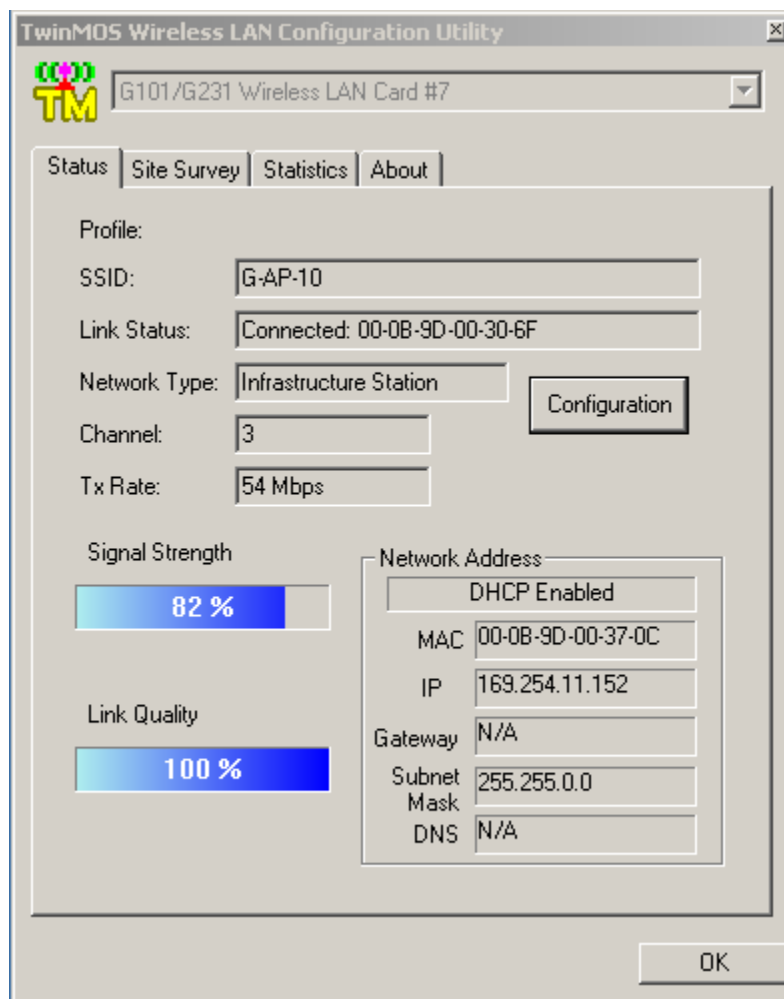 TwinMOS Wireless LAN Configuration Utility
TM
G101/G231 Wireless LAN Card #7
Status Site Survey Statistics About
Profile:
SSID: G-AP-10
Link Status: Connected: 00-0B-9D-00-30-6F
Network Type: Infrastructure Station
Configuration
Channel: 3
Tx Rate: 54 Mbps
Signal Strength
82 %
Link Quality
100 %
Network Address
DHCP Enabled
MAC 00-0B-9D-00-37-0C
IP 169.254.11.152
Gateway N/A
Subnet
Mask 255.255.0.0
DNS N/A
OK